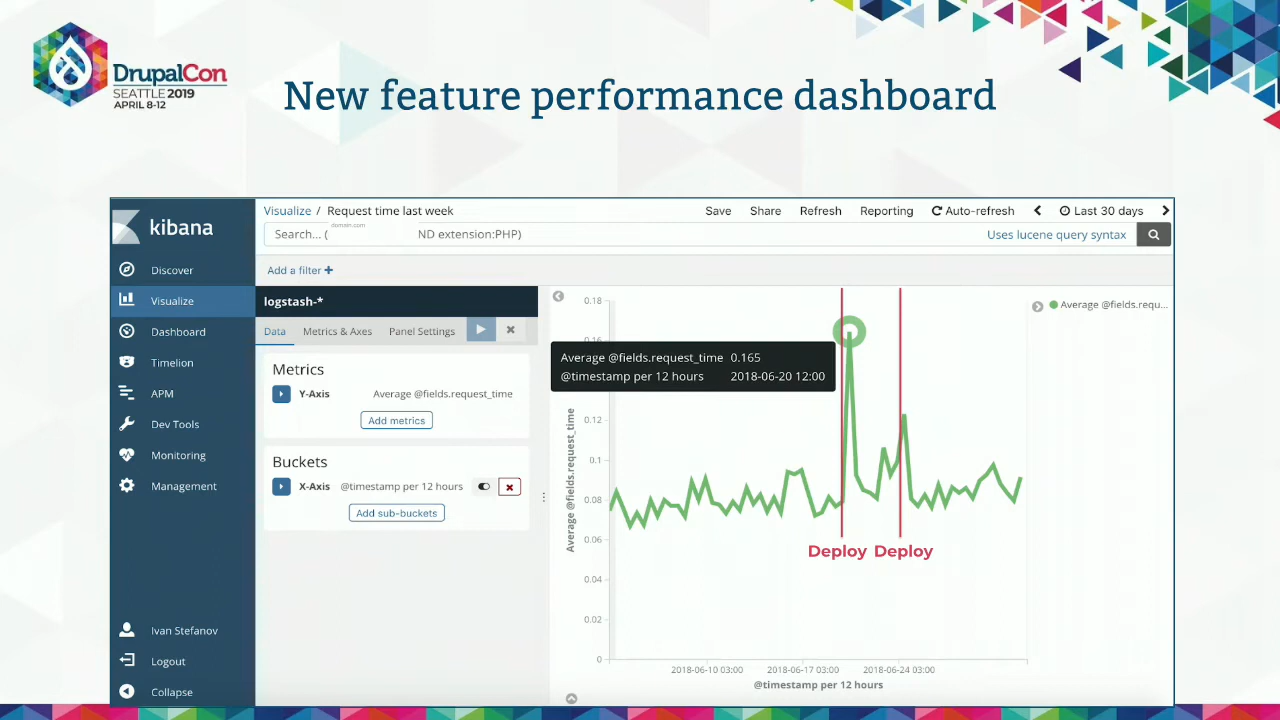 DrupalCon
SEATTLE 2019
APRIL 8-12
New feature performance dashboard
kibana
Discover
Visualize
Dashboard
Timelion
APM
Dev Tools
Monitoring
Management
Ivan Stefanov
Logout
Collapse
Visualize / Request time last week
Save Share Refresh Reporting Auto-refresh Last 30 days
Search... ( domain.com ND extension:PHP)
Uses lucene query syntax
Add a filter +
logstash-*
Data Metrics & Axes Panel Settings
Metrics
Y-Axis Average @fields.request_time
Add metrics
Buckets
X-Axis @timestamp per 12 hours
Add sub-buckets
Average @fields.request_time 0.165
@timestamp per 12 hours 2018-06-20 12:00
Average @fields.requ...
0.18
0.16
0.12
0.1
0.08
0.06
0.04
0.02
0
Average @fields.request_time
Deploy Deploy
2018-06-10 03:00 2018-06-17 03:00 2018-06-24 03:00
@timestamp per 12 hours